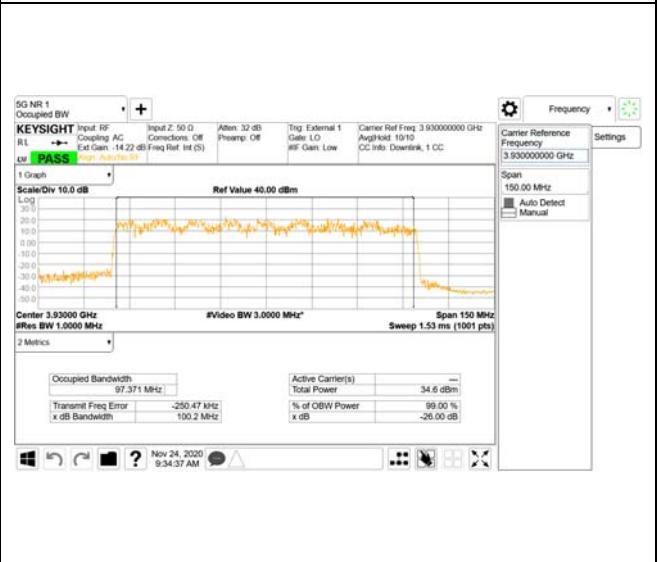 5G NR 1
Occupied BW
Frequency
KEYSIGHT
Input: RF
Coupling: AC
Ext Gain: -14.22 dB
Align: Auto/No RF
RL
PASS
Input Z: 50 Ω
Corrections: Off
Freq Ref: Int (S)
Atten: 32 dB
Preamp: Off
Trig: External 1
Gate: LO
#IF Gain: Low
Carrier Ref Freq: 3.930000000 GHz
Avg|Hold: 10/10
CC Info: Downlink, 1 CC
Carrier Reference
Frequency
3.930000000 GHz
Settings
Span
150.00 MHz
Auto Detect
Manual
1 Graph
Scale/Div 10.0 dB
Ref Value 40.00 dBm
Log
30.0
20.0
10.0
0.00
-10.0
-20.0
-30.0
-40.0
-50.0
Center 3.93000 GHz
#Video BW 3.0000 MHz*
Span 150 MHz
#Res BW 1.0000 MHz
Sweep 1.53 ms (1001 pts)
2 Metrics
Occupied Bandwidth
97.371 MHz
Active Carrier(s) —
Total Power 34.6 dBm
Transmit Freq Error -250.47 kHz
% of OBW Power 99.00 %
x dB Bandwidth 100.2 MHz
x dB -26.00 dB
?
Nov 24, 2020
9:34:37 AM